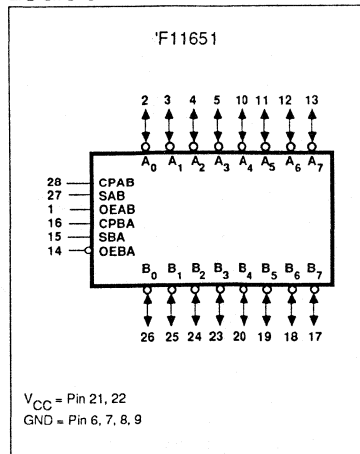 'F11651
2 3 4 5 10 11 12 13
A0 A1 A2 A3 A4 A5 A6 A7
28 CPAB
27 SAB
1 OEAB
16 CPBA
15 SBA
14 OEBA
B0 B1 B2 B3 B4 B5 B6 B7
26 25 24 23 20 19 18 17
VCC = Pin 21, 22
GND = Pin 6, 7, 8, 9